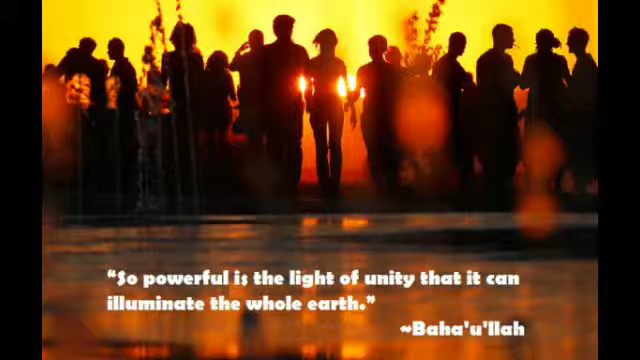 “So powerful is the light of unity that it can
illuminate the whole earth.”
~Baha'u'llah